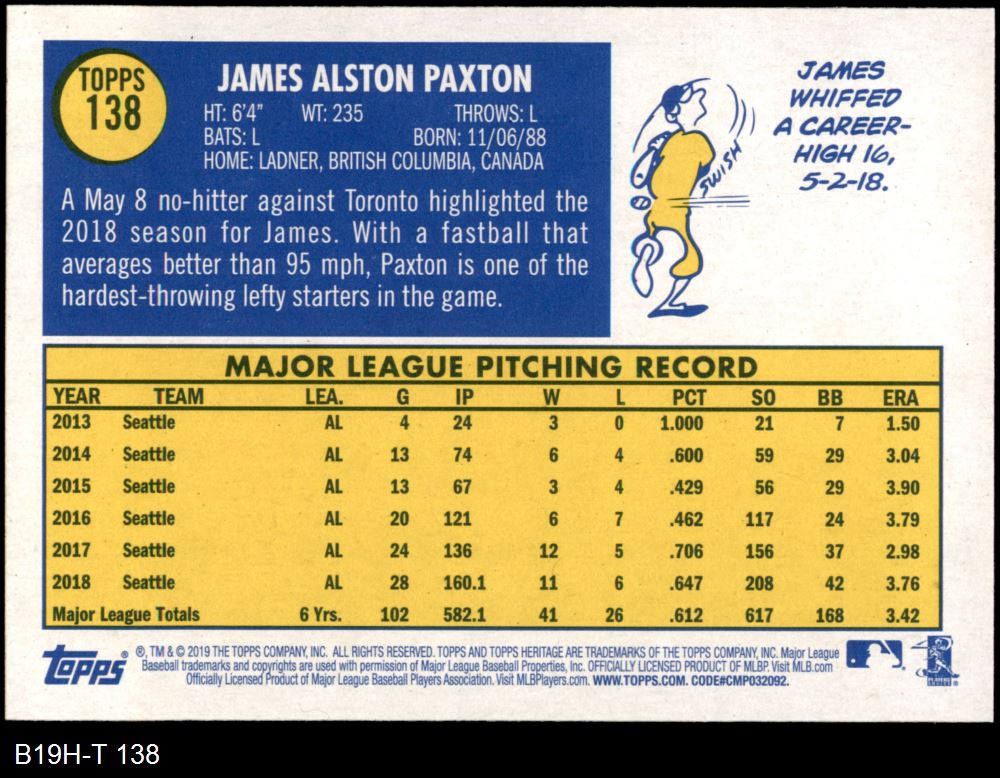 TOPPS
138
JAMES ALSTON PAXTON
HT: 6'4" WT: 235 THROWS: L
BATS: L BORN: 11/06/88
HOME: LADNER, BRITISH COLUMBIA, CANADA
A May 8 no-hitter against Toronto highlighted the
2018 season for James. With a fastball that
averages better than 95 mph, Paxton is one of the
hardest-throwing lefty starters in the game.
SWISH
JAMES
WHIFFED
A CAREER-
HIGH 16,
5-2-18.
MAJOR LEAGUE PITCHING RECORD
YEAR TEAM LEA. G IP W L PCT SO BB ERA
2013 Seattle AL 4 24 3 0 1.000 21 7 1.50
2014 Seattle AL 13 74 6 4 .600 59 29 3.04
2015 Seattle AL 13 67 3 4 .429 56 29 3.90
2016 Seattle AL 20 121 6 7 .462 117 24 3.79
2017 Seattle AL 24 136 12 5 .706 156 37 2.98
2018 Seattle AL 28 160.1 11 6 .647 208 42 3.76
Major League Totals 6 Yrs. 102 582.1 41 26 .612 617 168 3.42
Topps®
®, TM & © 2019 THE TOPPS COMPANY, INC. ALL RIGHTS RESERVED. TOPPS AND TOPPS HERITAGE ARE TRADEMARKS OF THE TOPPS COMPANY, INC. Major League
Baseball trademarks and copyrights are used with permission of Major League Baseball Properties, Inc. OFFICIALLY LICENSED PRODUCT OF MLBP. Visit MLB.com
Officially Licensed Product of Major League Baseball Players Association. Visit MLBPlayers.com. WWW.TOPPS.COM. CODE#CMP032092.
B19H-T 138